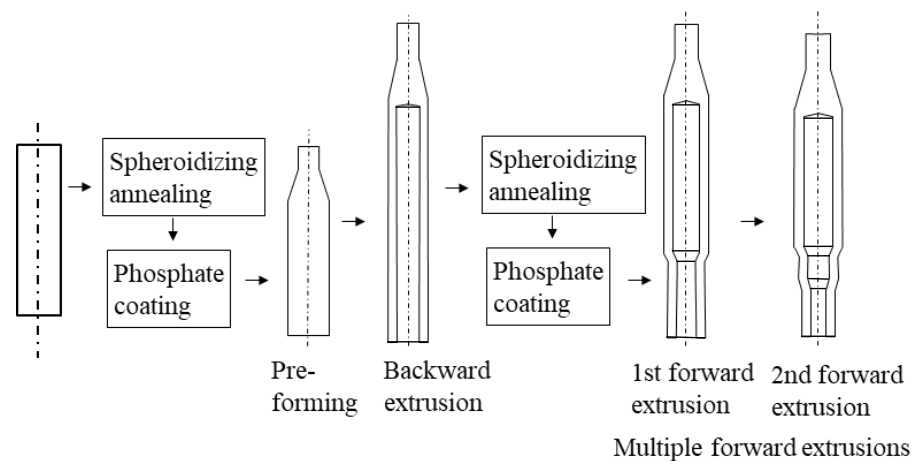 Spheroidizing
annealing
Phosphate
coating
Pre-
forming
Backward
extrusion
Spheroidizing
annealing
Phosphate
coating
1st forward
extrusion
2nd forward
extrusion
Multiple forward extrusions